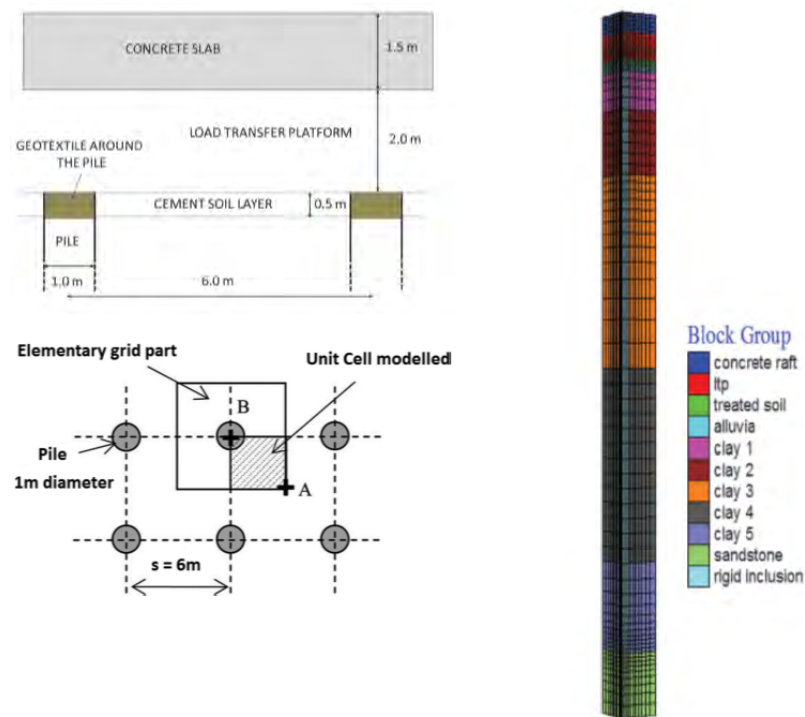 CONCRETE SLAB
1.5 m
LOAD TRANSFER PLATFORM
2.0 m
GEOTEXTILE AROUND
THE PILE
CEMENT SOIL LAYER
0.5 m
PILE
1.0 m
6.0m
Elementary grid part
Unit Cell modelled
B
Pile
1m diameter
A
s = 6m
Block Group
concrete raft
ltp
treated soil
alluvia
clay 1
clay 2
clay 3
clay 4
clay 5
sandstone
rigid inclusion